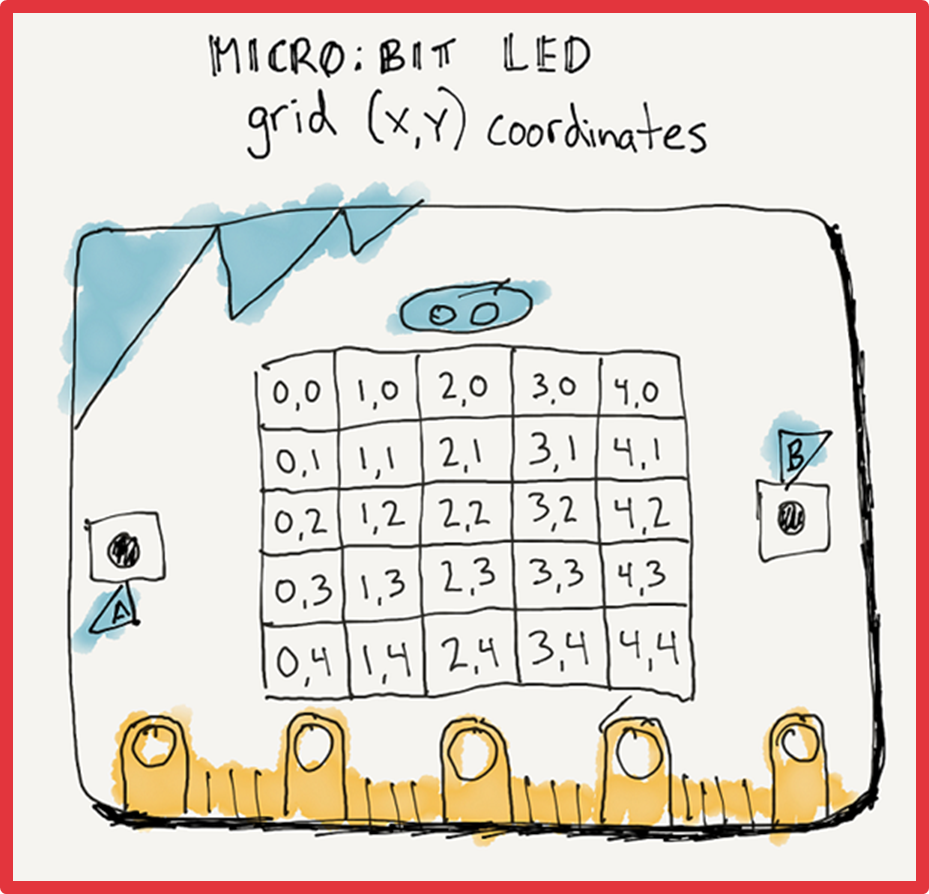 MICRO:BIT LED
grid (X,Y) coordinates
0,0 1,0 2,0 3,0 4,0
0,1 1,1 2,1 3,1 4,1
B
0,2 1,2 2,2 3,2 4,2
0,3 1,3 2,3 3,3 4,3
A
0,4 1,4 2,4 3,4 4,4